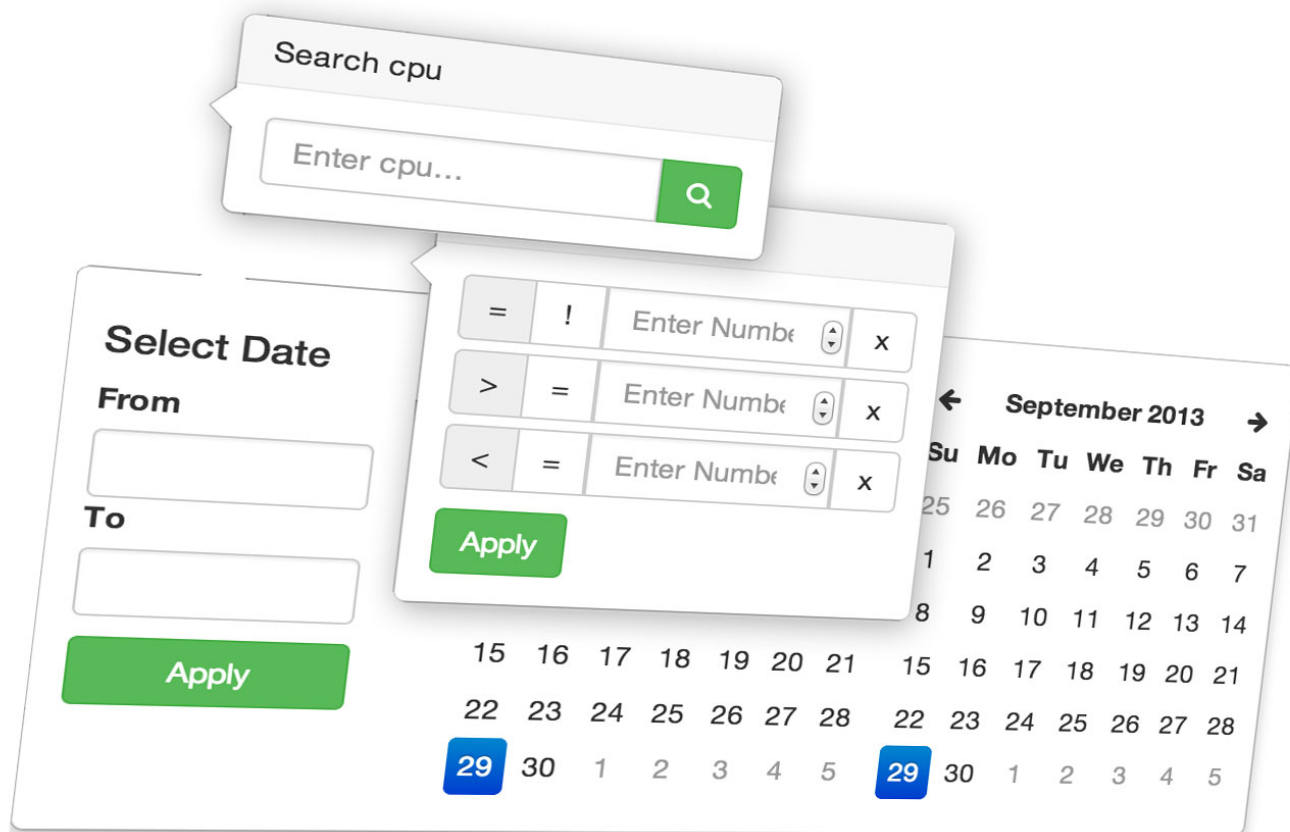 Search cpu
Enter cpu...
= ! Enter Numbe x
> = Enter Numbe x
< = Enter Numbe x
Apply
Select Date
From
To
Apply
15 16 17 18 19 20 21
22 23 24 25 26 27 28
29 30 1 2 3 4 5
September 2013
Su Mo Tu We Th Fr Sa
25 26 27 28 29 30 31
1 2 3 4 5 6 7
8 9 10 11 12 13 14
15 16 17 18 19 20 21
22 23 24 25 26 27 28
29 30 1 2 3 4 5